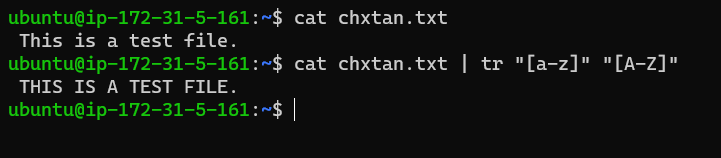 ubuntu@ip-172-31-5-161:~$ cat chxtan.txt
 This is a test file.
ubuntu@ip-172-31-5-161:~$ cat chxtan.txt | tr "[a-z]" "[A-Z]"
 THIS IS A TEST FILE.
ubuntu@ip-172-31-5-161:~$